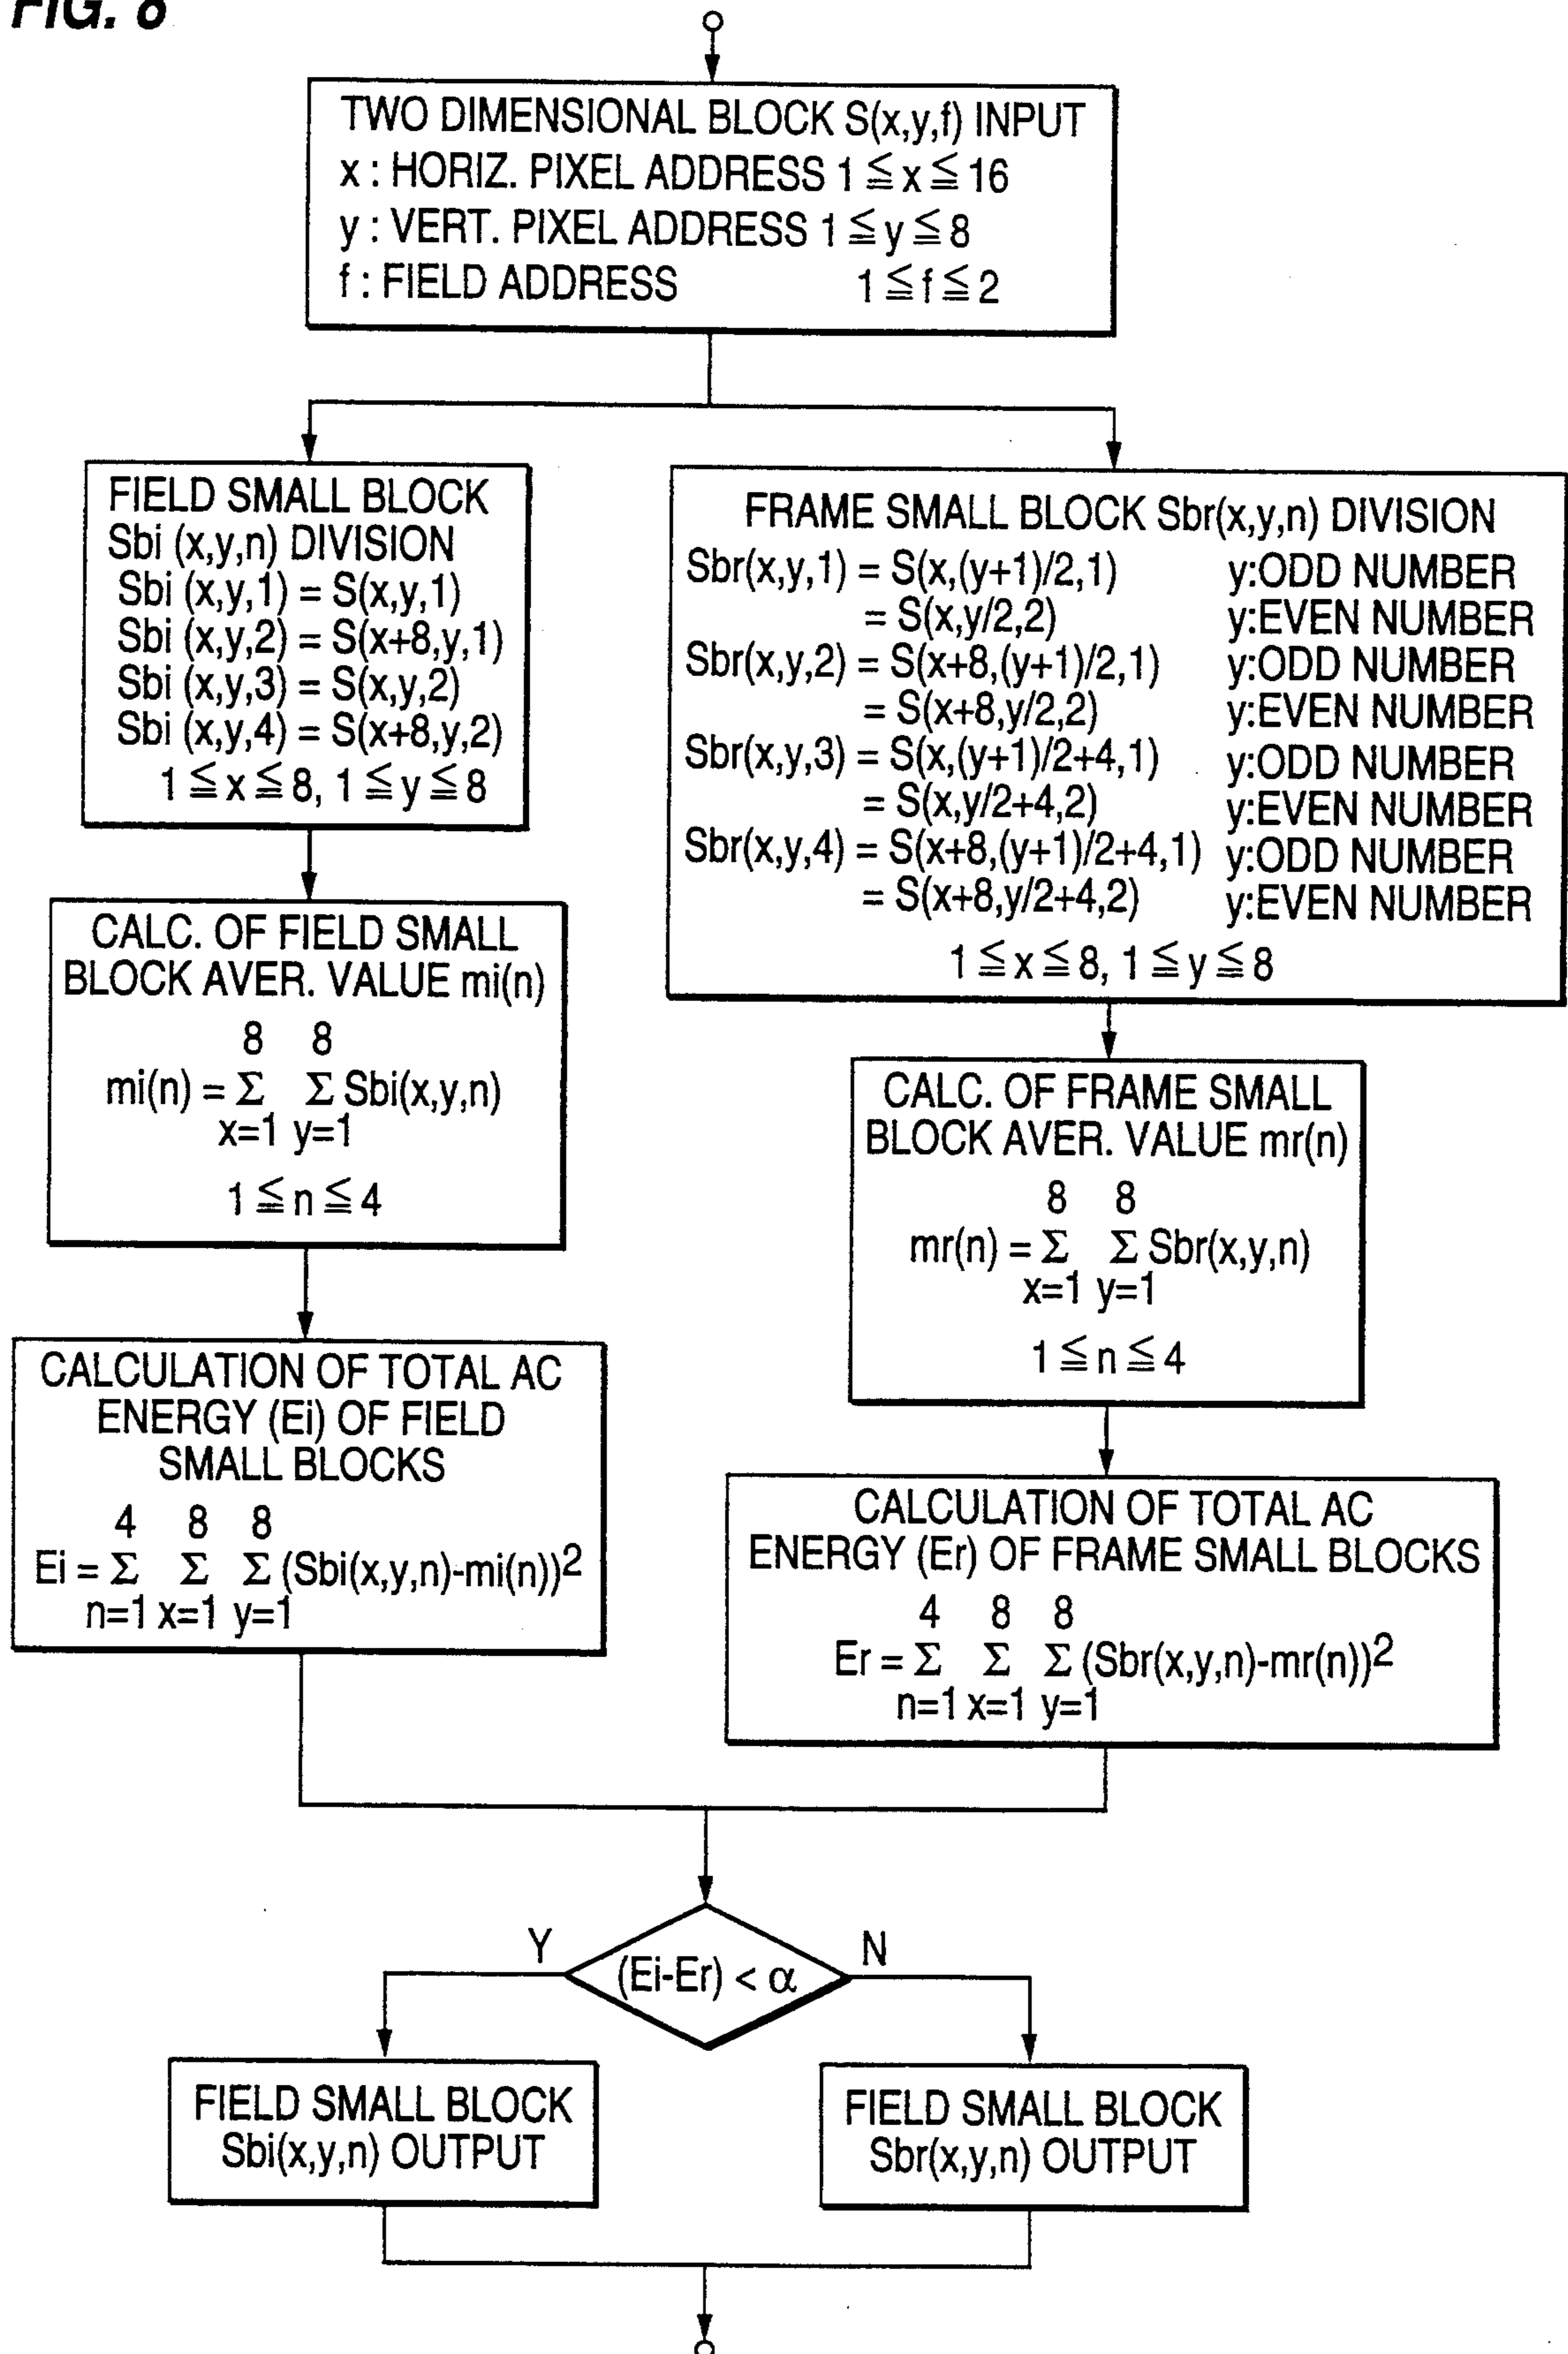 FIG. 8
TWO DIMENSIONAL BLOCK S(x,y,f) INPUT
x : HORIZ. PIXEL ADDRESS 1 ≦ x ≦ 16
y : VERT. PIXEL ADDRESS 1 ≦ y ≦ 8
f : FIELD ADDRESS 1 ≦ f ≦ 2
FIELD SMALL BLOCK
Sbi (x,y,n) DIVISION
Sbi (x,y,1) = S(x,y,1)
Sbi (x,y,2) = S(x+8,y,1)
Sbi (x,y,3) = S(x,y,2)
Sbi (x,y,4) = S(x+8,y,2)
1 ≦ x ≦ 8, 1 ≦ y ≦ 8
FRAME SMALL BLOCK Sbr(x,y,n) DIVISION
Sbr(x,y,1) = S(x,(y+1)/2,1) y:ODD NUMBER
= S(x,y/2,2) y:EVEN NUMBER
Sbr(x,y,2) = S(x+8,(y+1)/2,1) y:ODD NUMBER
= S(x+8,y/2,2) y:EVEN NUMBER
Sbr(x,y,3) = S(x,(y+1)/2+4,1) y:ODD NUMBER
= S(x,y/2+4,2) y:EVEN NUMBER
Sbr(x,y,4) = S(x+8,(y+1)/2+4,1) y:ODD NUMBER
= S(x+8,y/2+4,2) y:EVEN NUMBER
1 ≦ x ≦ 8, 1 ≦ y ≦ 8
CALC. OF FIELD SMALL
BLOCK AVER. VALUE mi(n)
8 8
mi(n) = Σ Σ Sbi(x,y,n)
x=1 y=1
1 ≦ n ≦ 4
CALC. OF FRAME SMALL
BLOCK AVER. VALUE mr(n)
8 8
mr(n) = Σ Σ Sbr(x,y,n)
x=1 y=1
1 ≦ n ≦ 4
CALCULATION OF TOTAL AC
ENERGY (Ei) OF FIELD
SMALL BLOCKS
4 8 8
Ei = Σ Σ Σ (Sbi(x,y,n)-mi(n))2
n=1 x=1 y=1
CALCULATION OF TOTAL AC
ENERGY (Er) OF FRAME SMALL BLOCKS
4 8 8
Er = Σ Σ Σ (Sbr(x,y,n)-mr(n))2
n=1 x=1 y=1
Y
(Ei-Er) < α
N
FIELD SMALL BLOCK
Sbi(x,y,n) OUTPUT
FIELD SMALL BLOCK
Sbr(x,y,n) OUTPUT